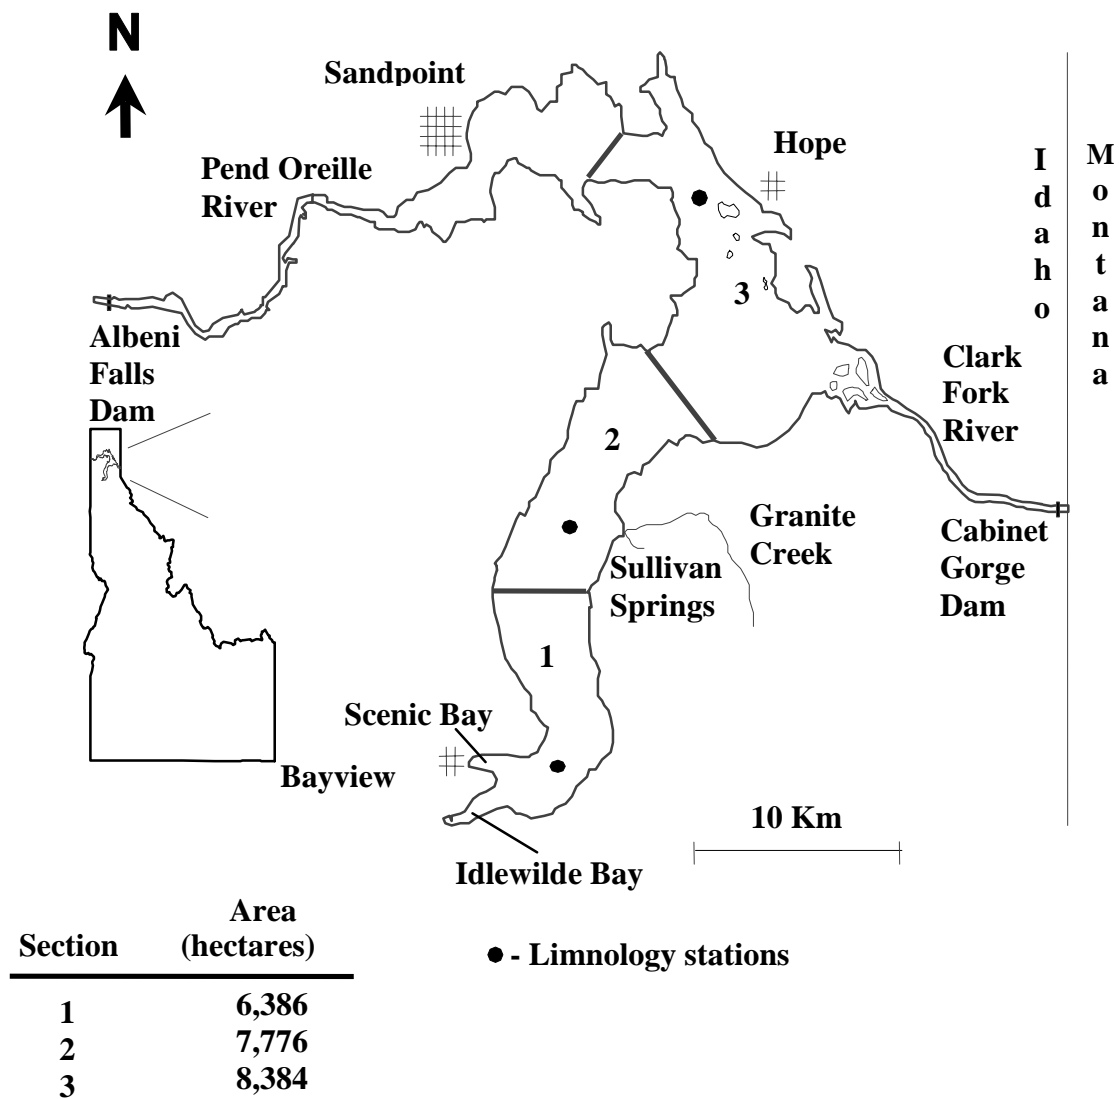 N
Sandpoint
Hope
Pend Oreille
River
Idaho
Montana
3
Albeni
Falls
Dam
Clark
Fork
River
2
Granite
Creek
Cabinet
Gorge
Dam
Sullivan
Springs
1
Scenic Bay
Bayview
10 Km
Idlewilde Bay
Area
Section (hectares)
1 6,386
2 7,776
3 8,384
- Limnology stations